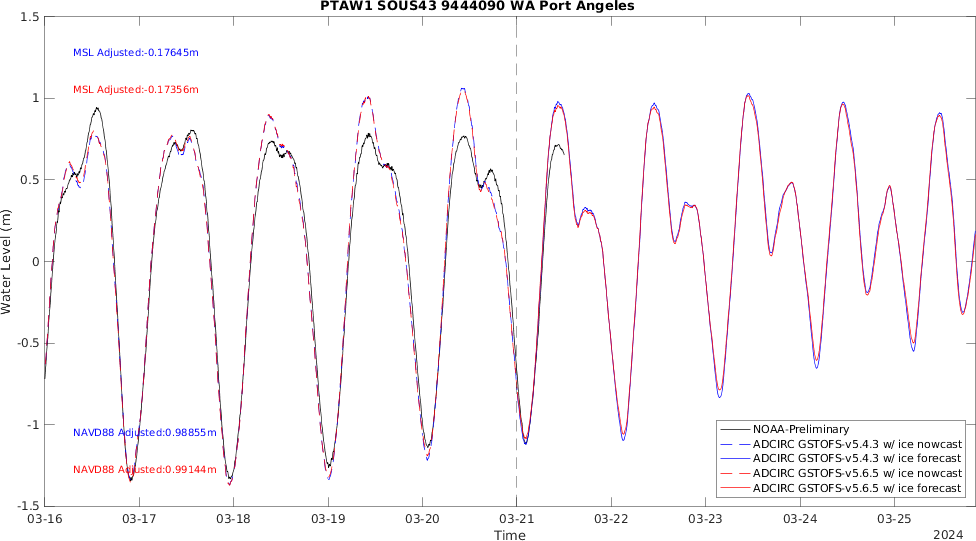 PTAW1 SOUS43 9444090 WA Port Angeles
1.5
MSL Adjusted:-0.17645m
MSL Adjusted:-0.17356m
1
0.5
0
Water Level (m)
-0.5
-1
NAVD88 Adjusted:0.98855m
NAVD88 Adjusted:0.99144m
-1.5
NOAA-Preliminary
ADCIRC GSTOFS-v5.4.3 w/ ice nowcast
ADCIRC GSTOFS-v5.4.3 w/ ice forecast
ADCIRC GSTOFS-v5.6.5 w/ ice nowcast
ADCIRC GSTOFS-v5.6.5 w/ ice forecast
03-16 03-17 03-18 03-19 03-20 03-21 03-22 03-23 03-24 03-25
Time
2024